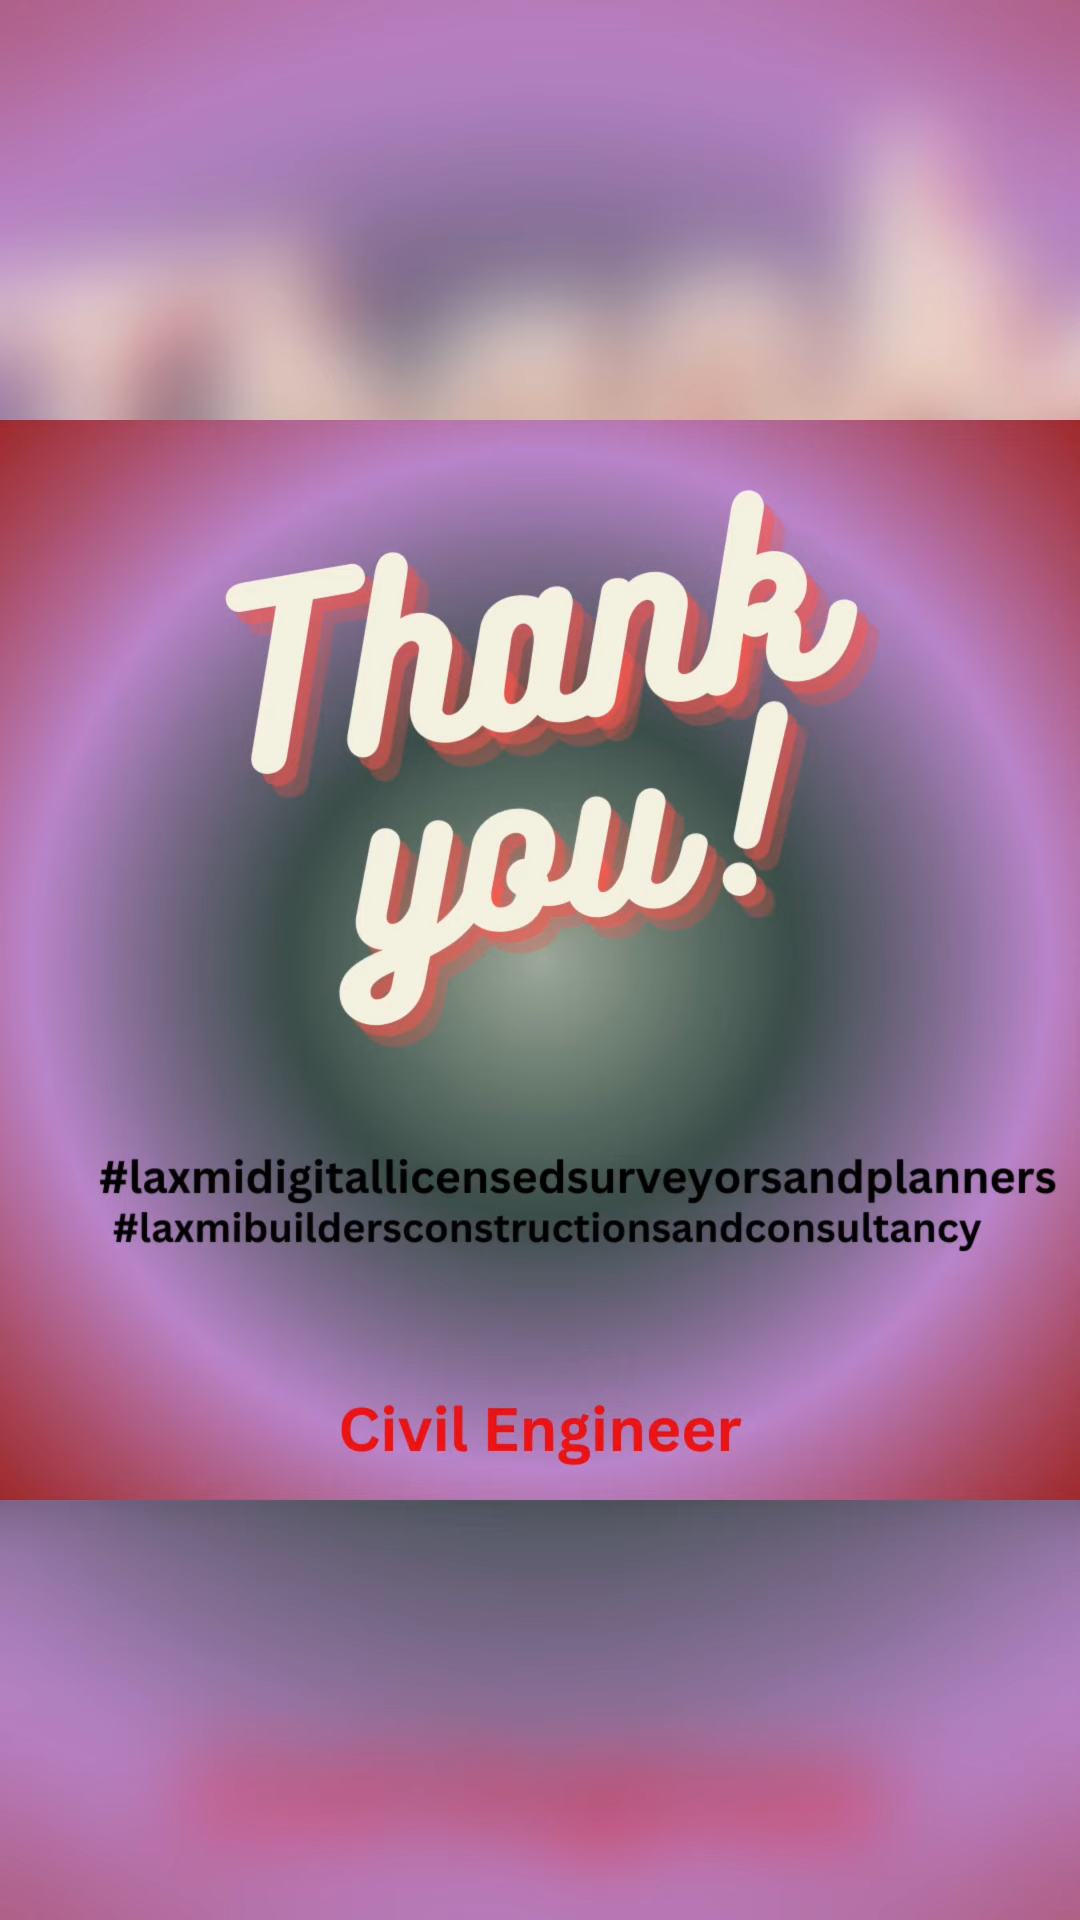 Thank
you!
#laxmidigitallicensedsurveyorsandplanners
#laxmibuildersconstructionsandconsultancy
Civil Engineer